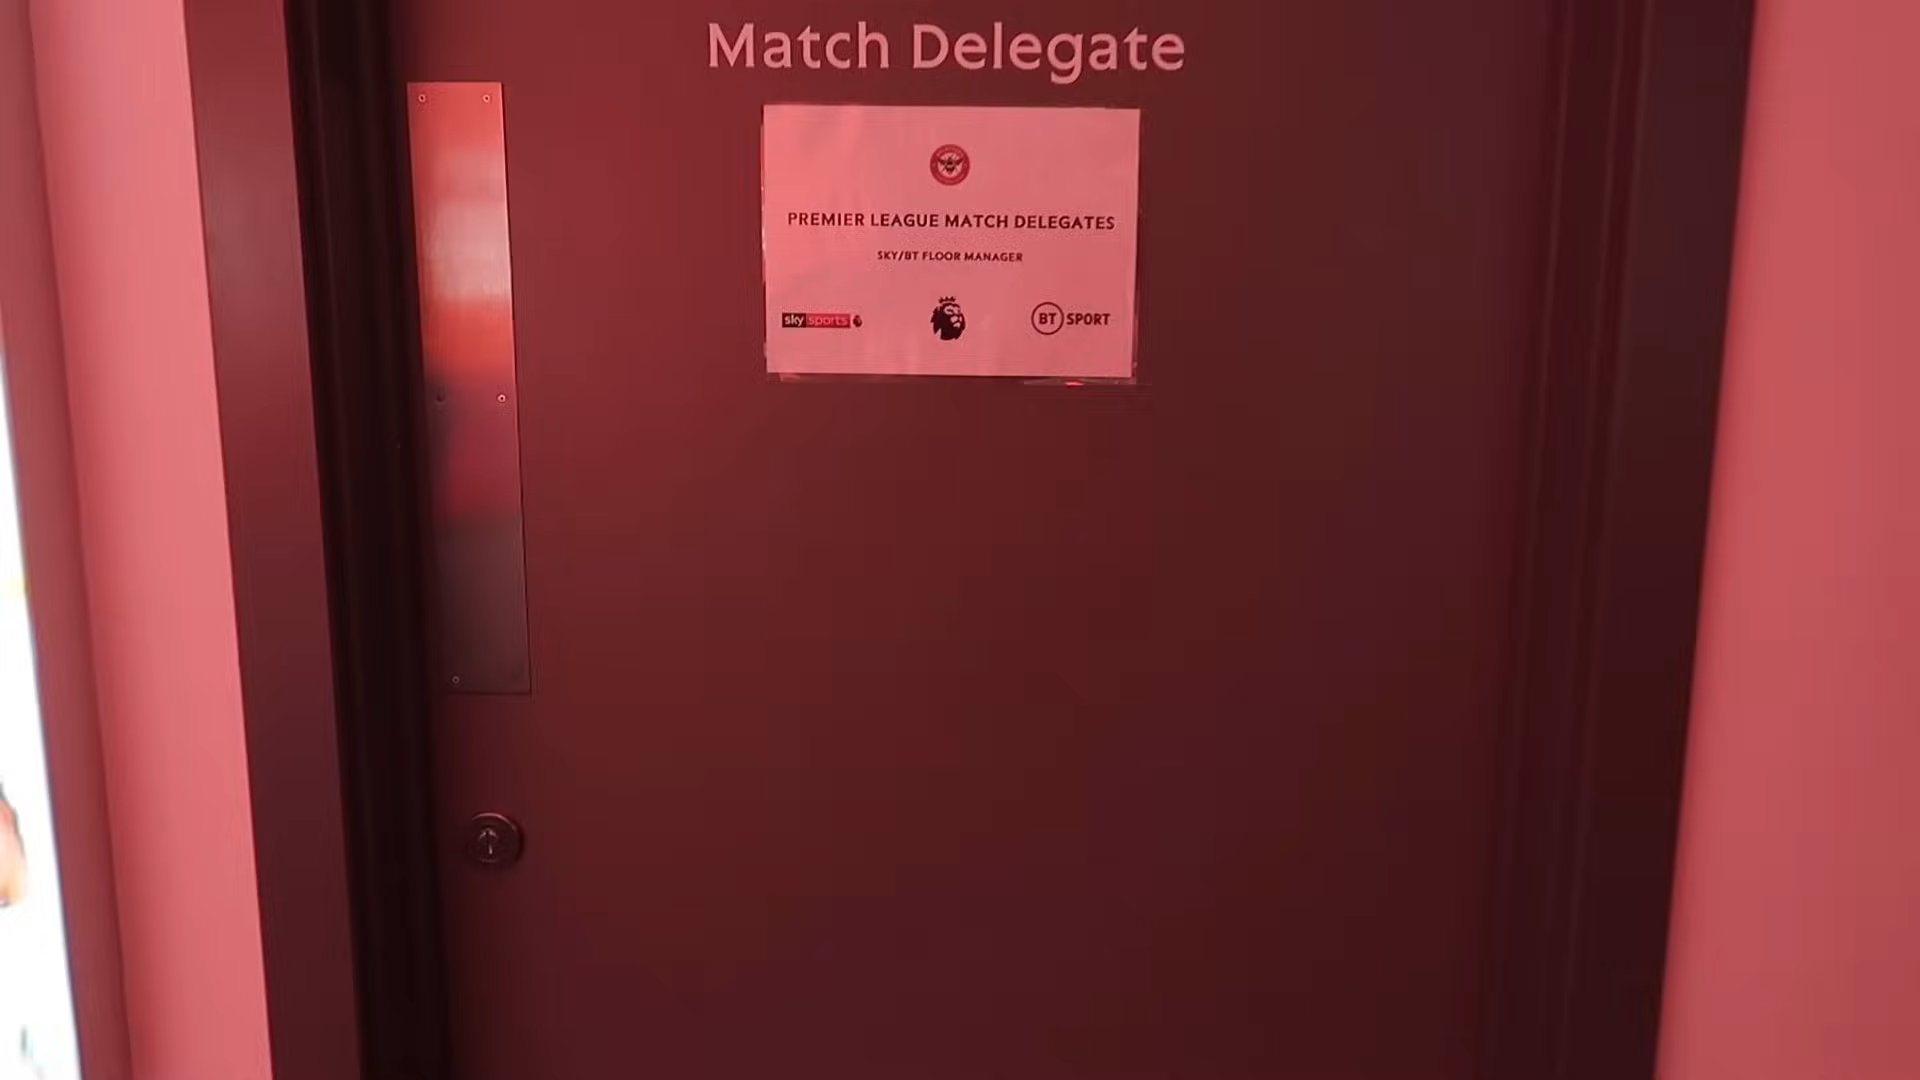 Match Delegate
PREMIER LEAGUE MATCH DELEGATES
SKY/BT FLOOR MANAGER
sky sports
BT SPORT